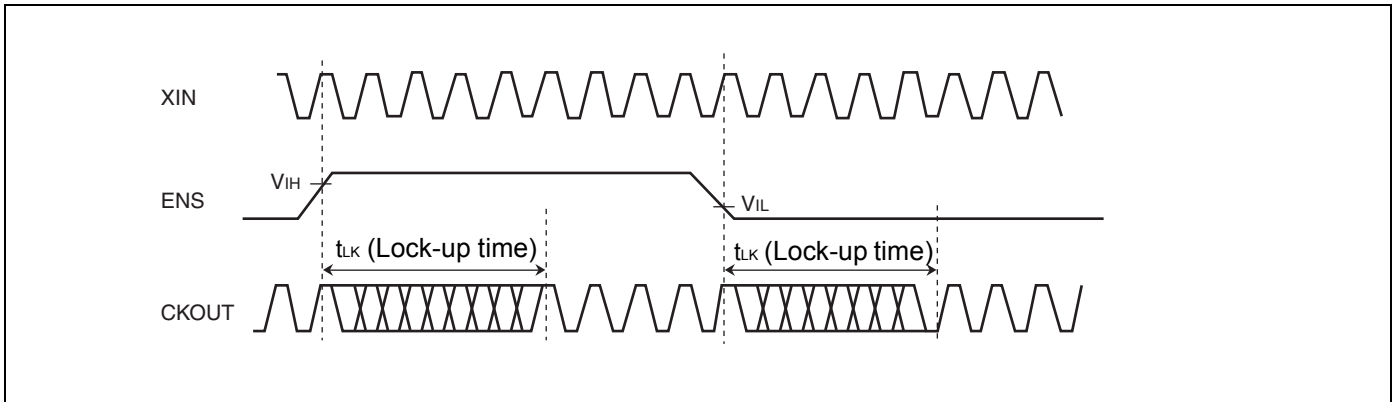 XIN
ENS
VIH
VIL
tLK (Lock-up time)
tLK (Lock-up time)
CKOUT